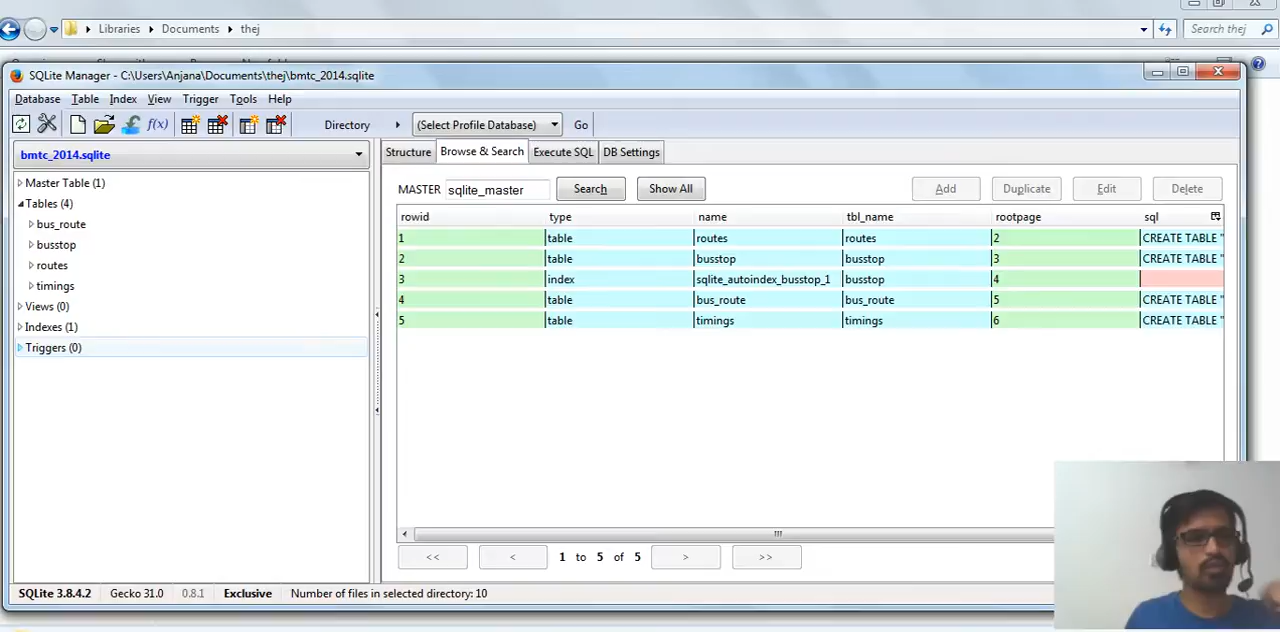 Libraries Documents thej Search thej
SQLite Manager - C:\Users\Anjana\Documents\thej\bmtc_2014.sqlite
Database Table Index View Trigger Tools Help
f(x) Directory (Select Profile Database) Go
bmtc_2014.sqlite
Structure Browse & Search Execute SQL DB Settings
Master Table (1)
Tables (4)
bus_route
busstop
routes
timings
Views (0)
Indexes (1)
Triggers (0)
MASTER sqlite_master Search Show All Add Duplicate Edit Delete
rowid type name tbl_name rootpage sql
1 table routes routes 2 CREATE TABLE "
2 table busstop busstop 3 CREATE TABLE "
3 index sqlite_autoindex_busstop_1 busstop 4
4 table bus_route bus_route 5 CREATE TABLE "
5 table timings timings 6 CREATE TABLE "
<< < 1 to 5 of 5 > >>
SQLite 3.8.4.2 Gecko 31.0 0.8.1 Exclusive Number of files in selected directory: 10